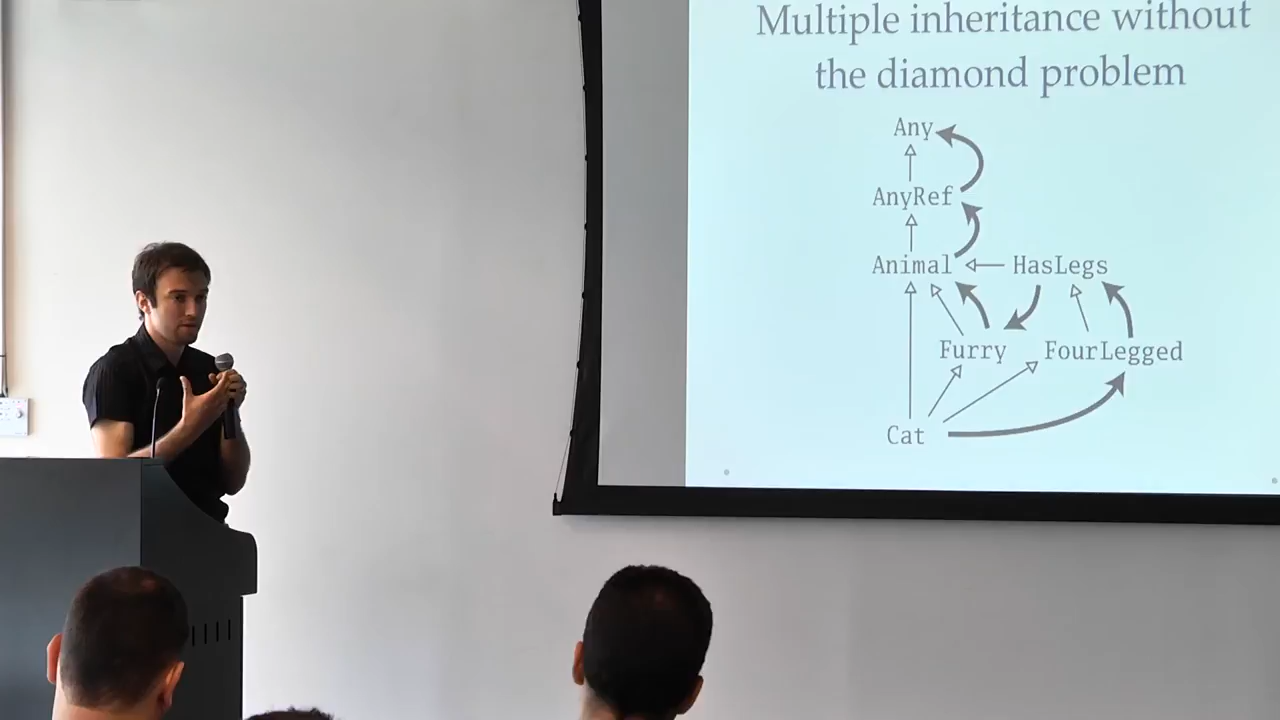 Multiple inheritance without
the diamond problem
Any
AnyRef
Animal HasLegs
Furry FourLegged
Cat